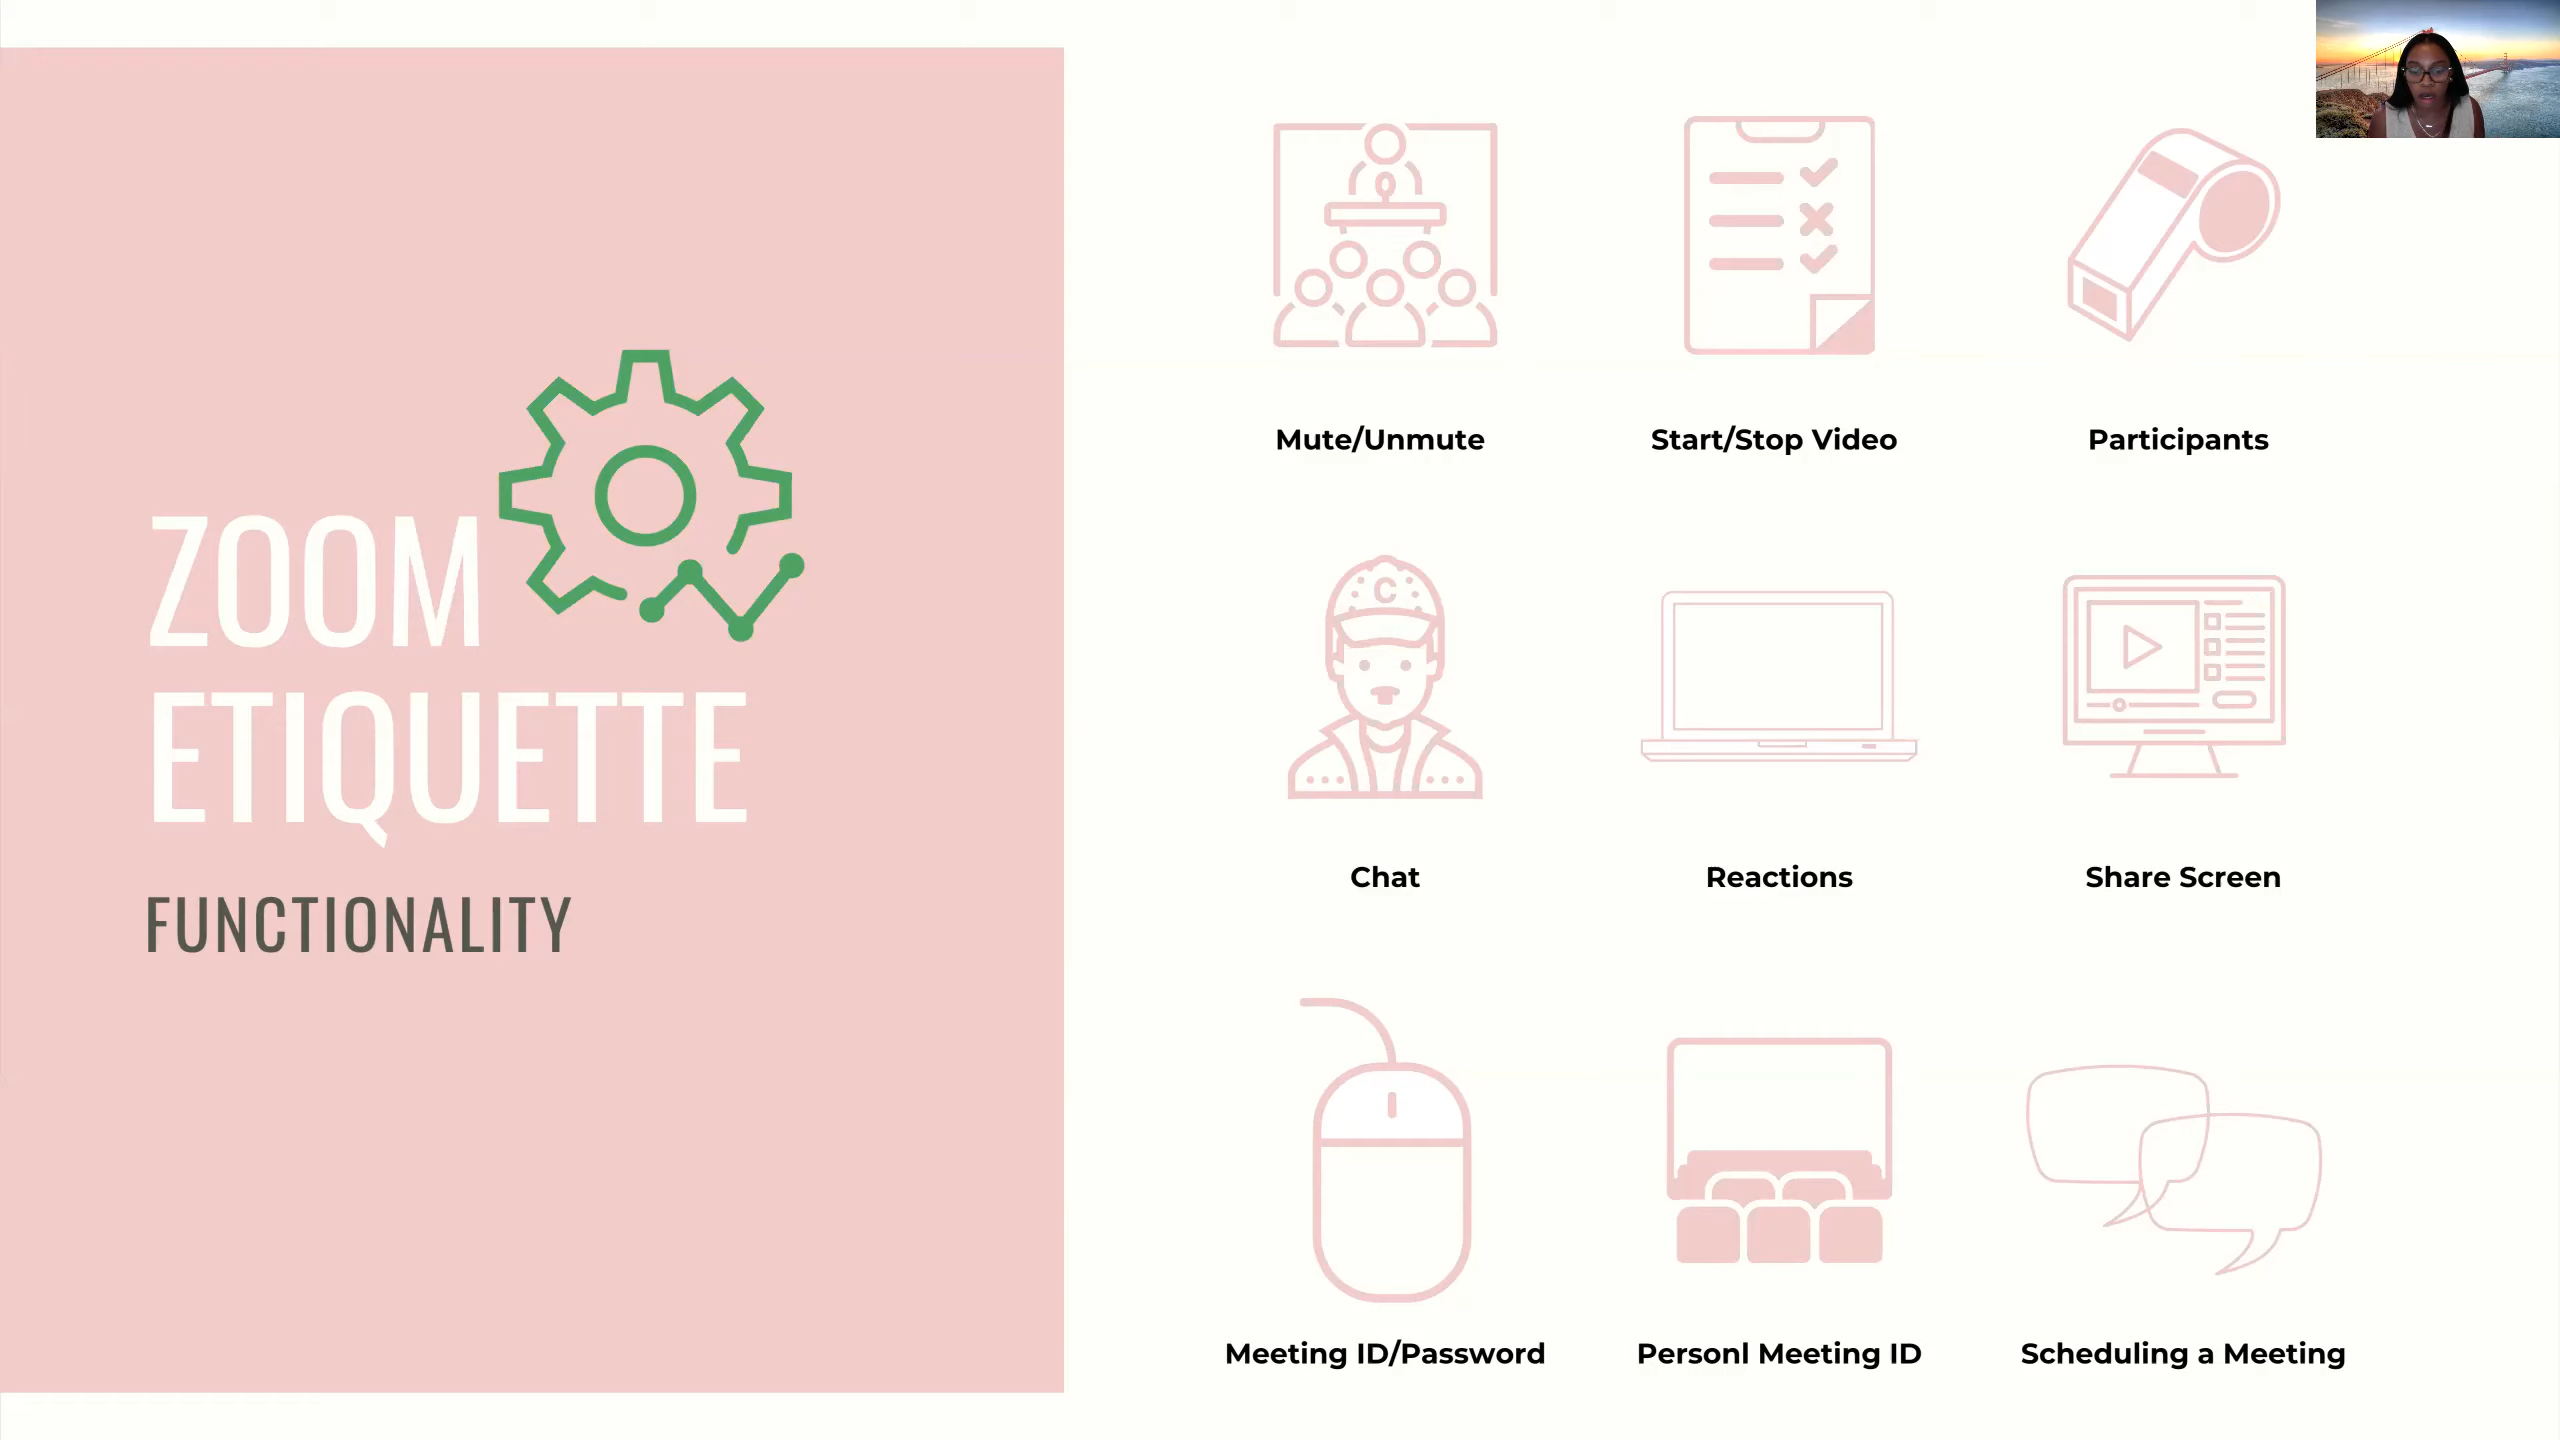 ZOOM
ETIQUETTE
FUNCTIONALITY
Mute/Unmute
Start/Stop Video
Participants
C
Chat
Reactions
Share Screen
Meeting ID/Password
Personl Meeting ID
Scheduling a Meeting